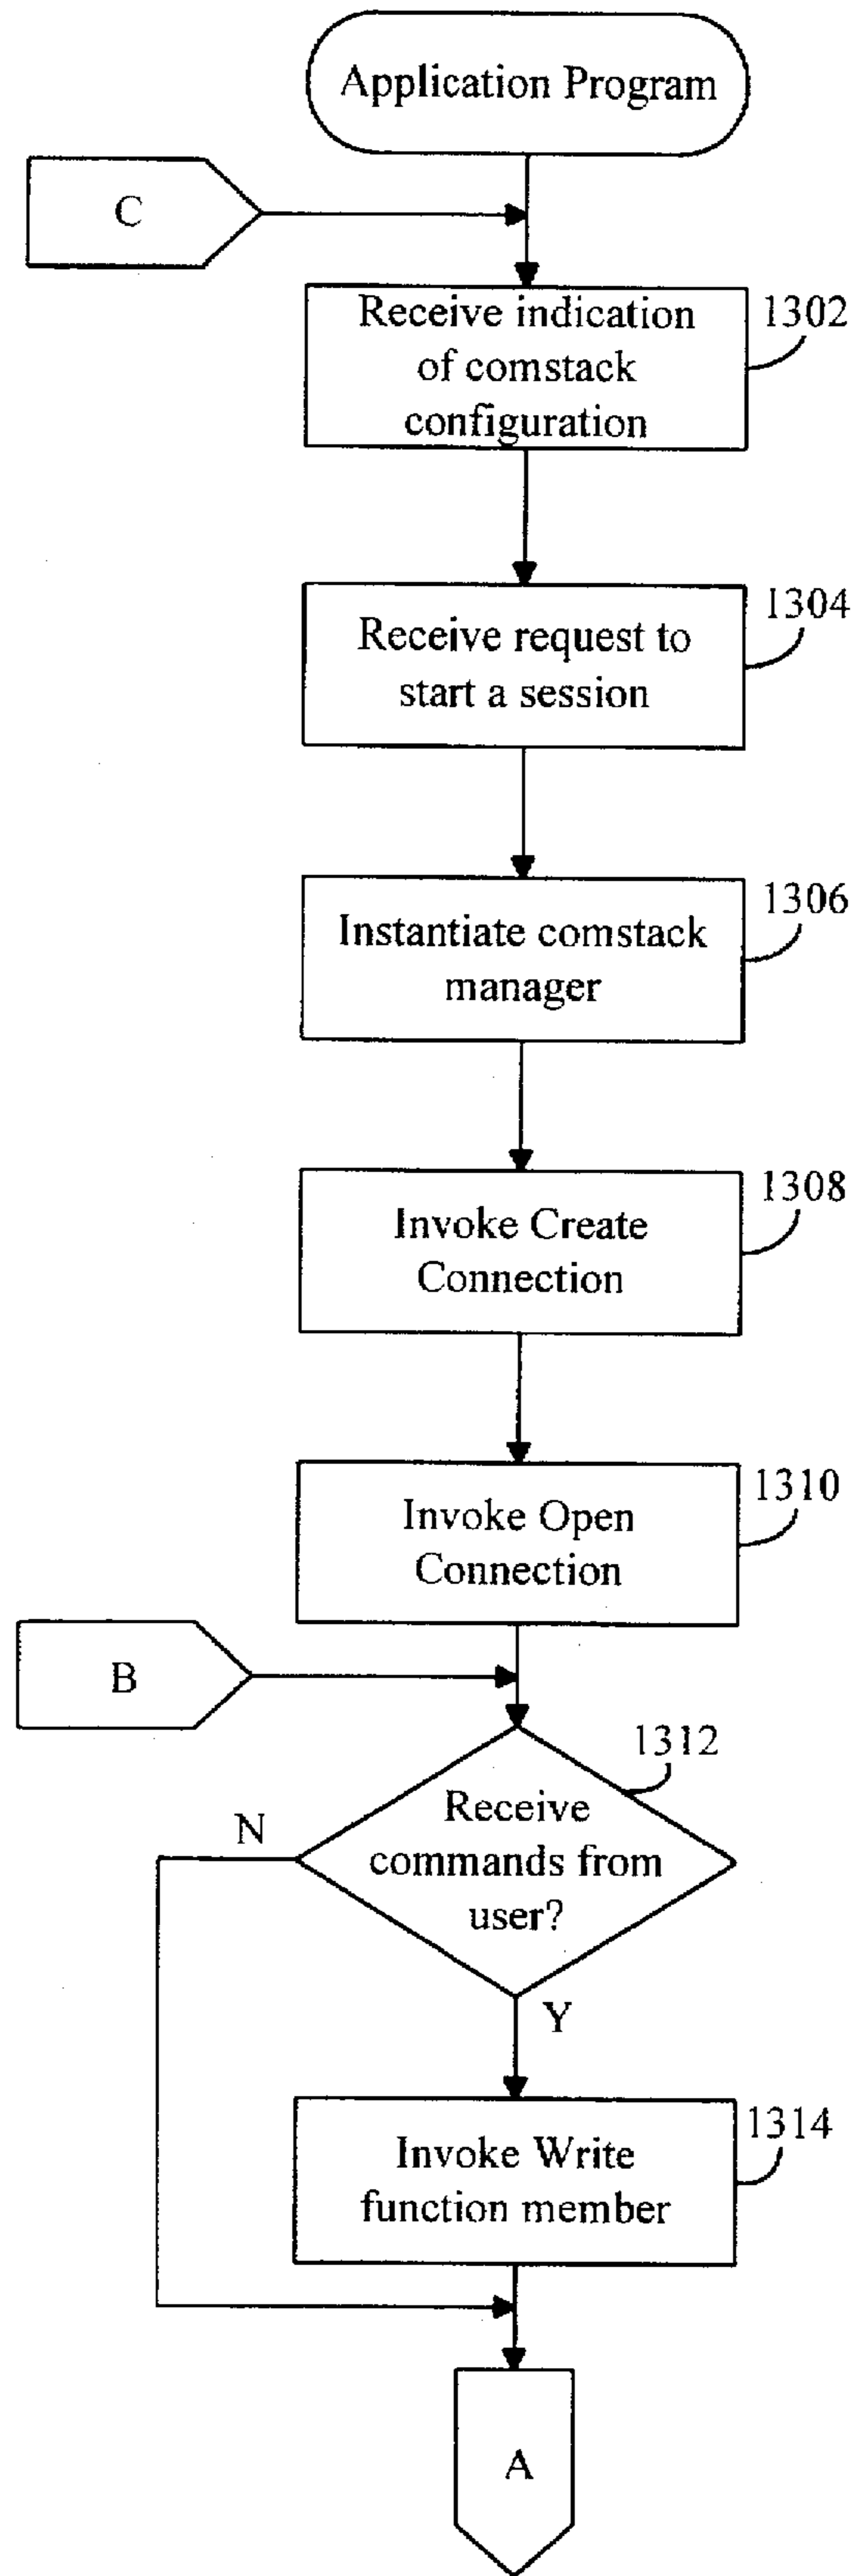 Application Program
C
Receive indication
of comstack
configuration
1302
Receive request to
start a session
1304
Instantiate comstack
manager
1306
Invoke Create
Connection
1308
Invoke Open
Connection
1310
B
1312
Receive
commands from
user?
N
Y
Invoke Write
function member
1314
A